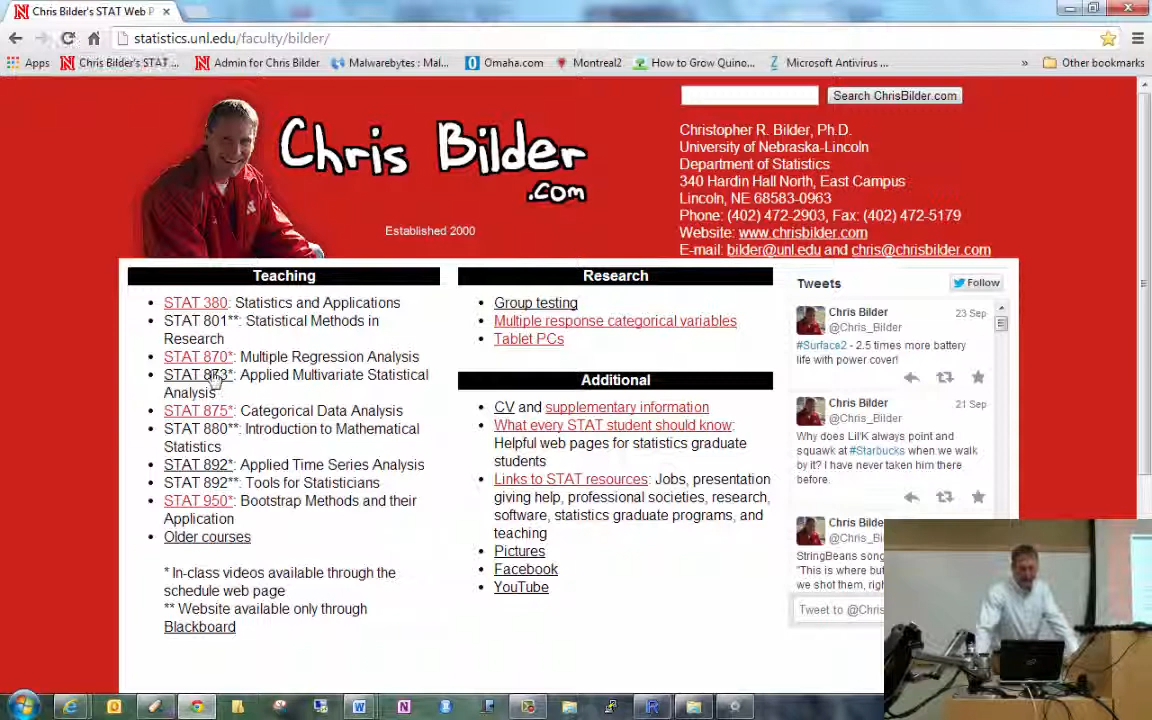 Chris Bilder's STAT Web P
statistics.unl.edu/faculty/bilder/
Apps
Chris Bilder's STAT ...
Admin for Chris Bilder
Malwarebytes : Mal...
Omaha.com
Montreal2
How to Grow Quino...
Microsoft Antivirus ...
»
Other bookmarks
Chris Bilder
.com
Established 2000
Search ChrisBilder.com
Christopher R. Bilder, Ph.D.
University of Nebraska-Lincoln
Department of Statistics
340 Hardin Hall North, East Campus
Lincoln, NE 68583-0963
Phone: (402) 472-2903, Fax: (402) 472-5179
Website: www.chrisbilder.com
E-mail: bilder@unl.edu and chris@chrisbilder.com
Teaching
• STAT 380: Statistics and Applications
• STAT 801**: Statistical Methods in
Research
• STAT 870*: Multiple Regression Analysis
• STAT 873*: Applied Multivariate Statistical
Analysis
• STAT 875*: Categorical Data Analysis
• STAT 880**: Introduction to Mathematical
Statistics
• STAT 892*: Applied Time Series Analysis
• STAT 892**: Tools for Statisticians
• STAT 950*: Bootstrap Methods and their
Application
• Older courses
* In-class videos available through the
schedule web page
** Website available only through
Blackboard
Research
• Group testing
• Multiple response categorical variables
• Tablet PCs
Additional
• CV and supplementary information
• What every STAT student should know:
Helpful web pages for statistics graduate
students
• Links to STAT resources: Jobs, presentation
giving help, professional societies, research,
software, statistics graduate programs, and
teaching
• Pictures
• Facebook
• YouTube
Tweets
Follow
Chris Bilder 23 Sep
@Chris_Bilder
#Surface2 - 2.5 times more battery
life with power cover!
Chris Bilder 21 Sep
@Chris_Bilder
Why does Lil'K always point and
squawk at #Starbucks when we walk
by it? I have never taken him there
before.
Chris Bilder
@Chris_Bilde
StringBeans song
"This is where bu
we shot them, righ
Tweet to @Chris